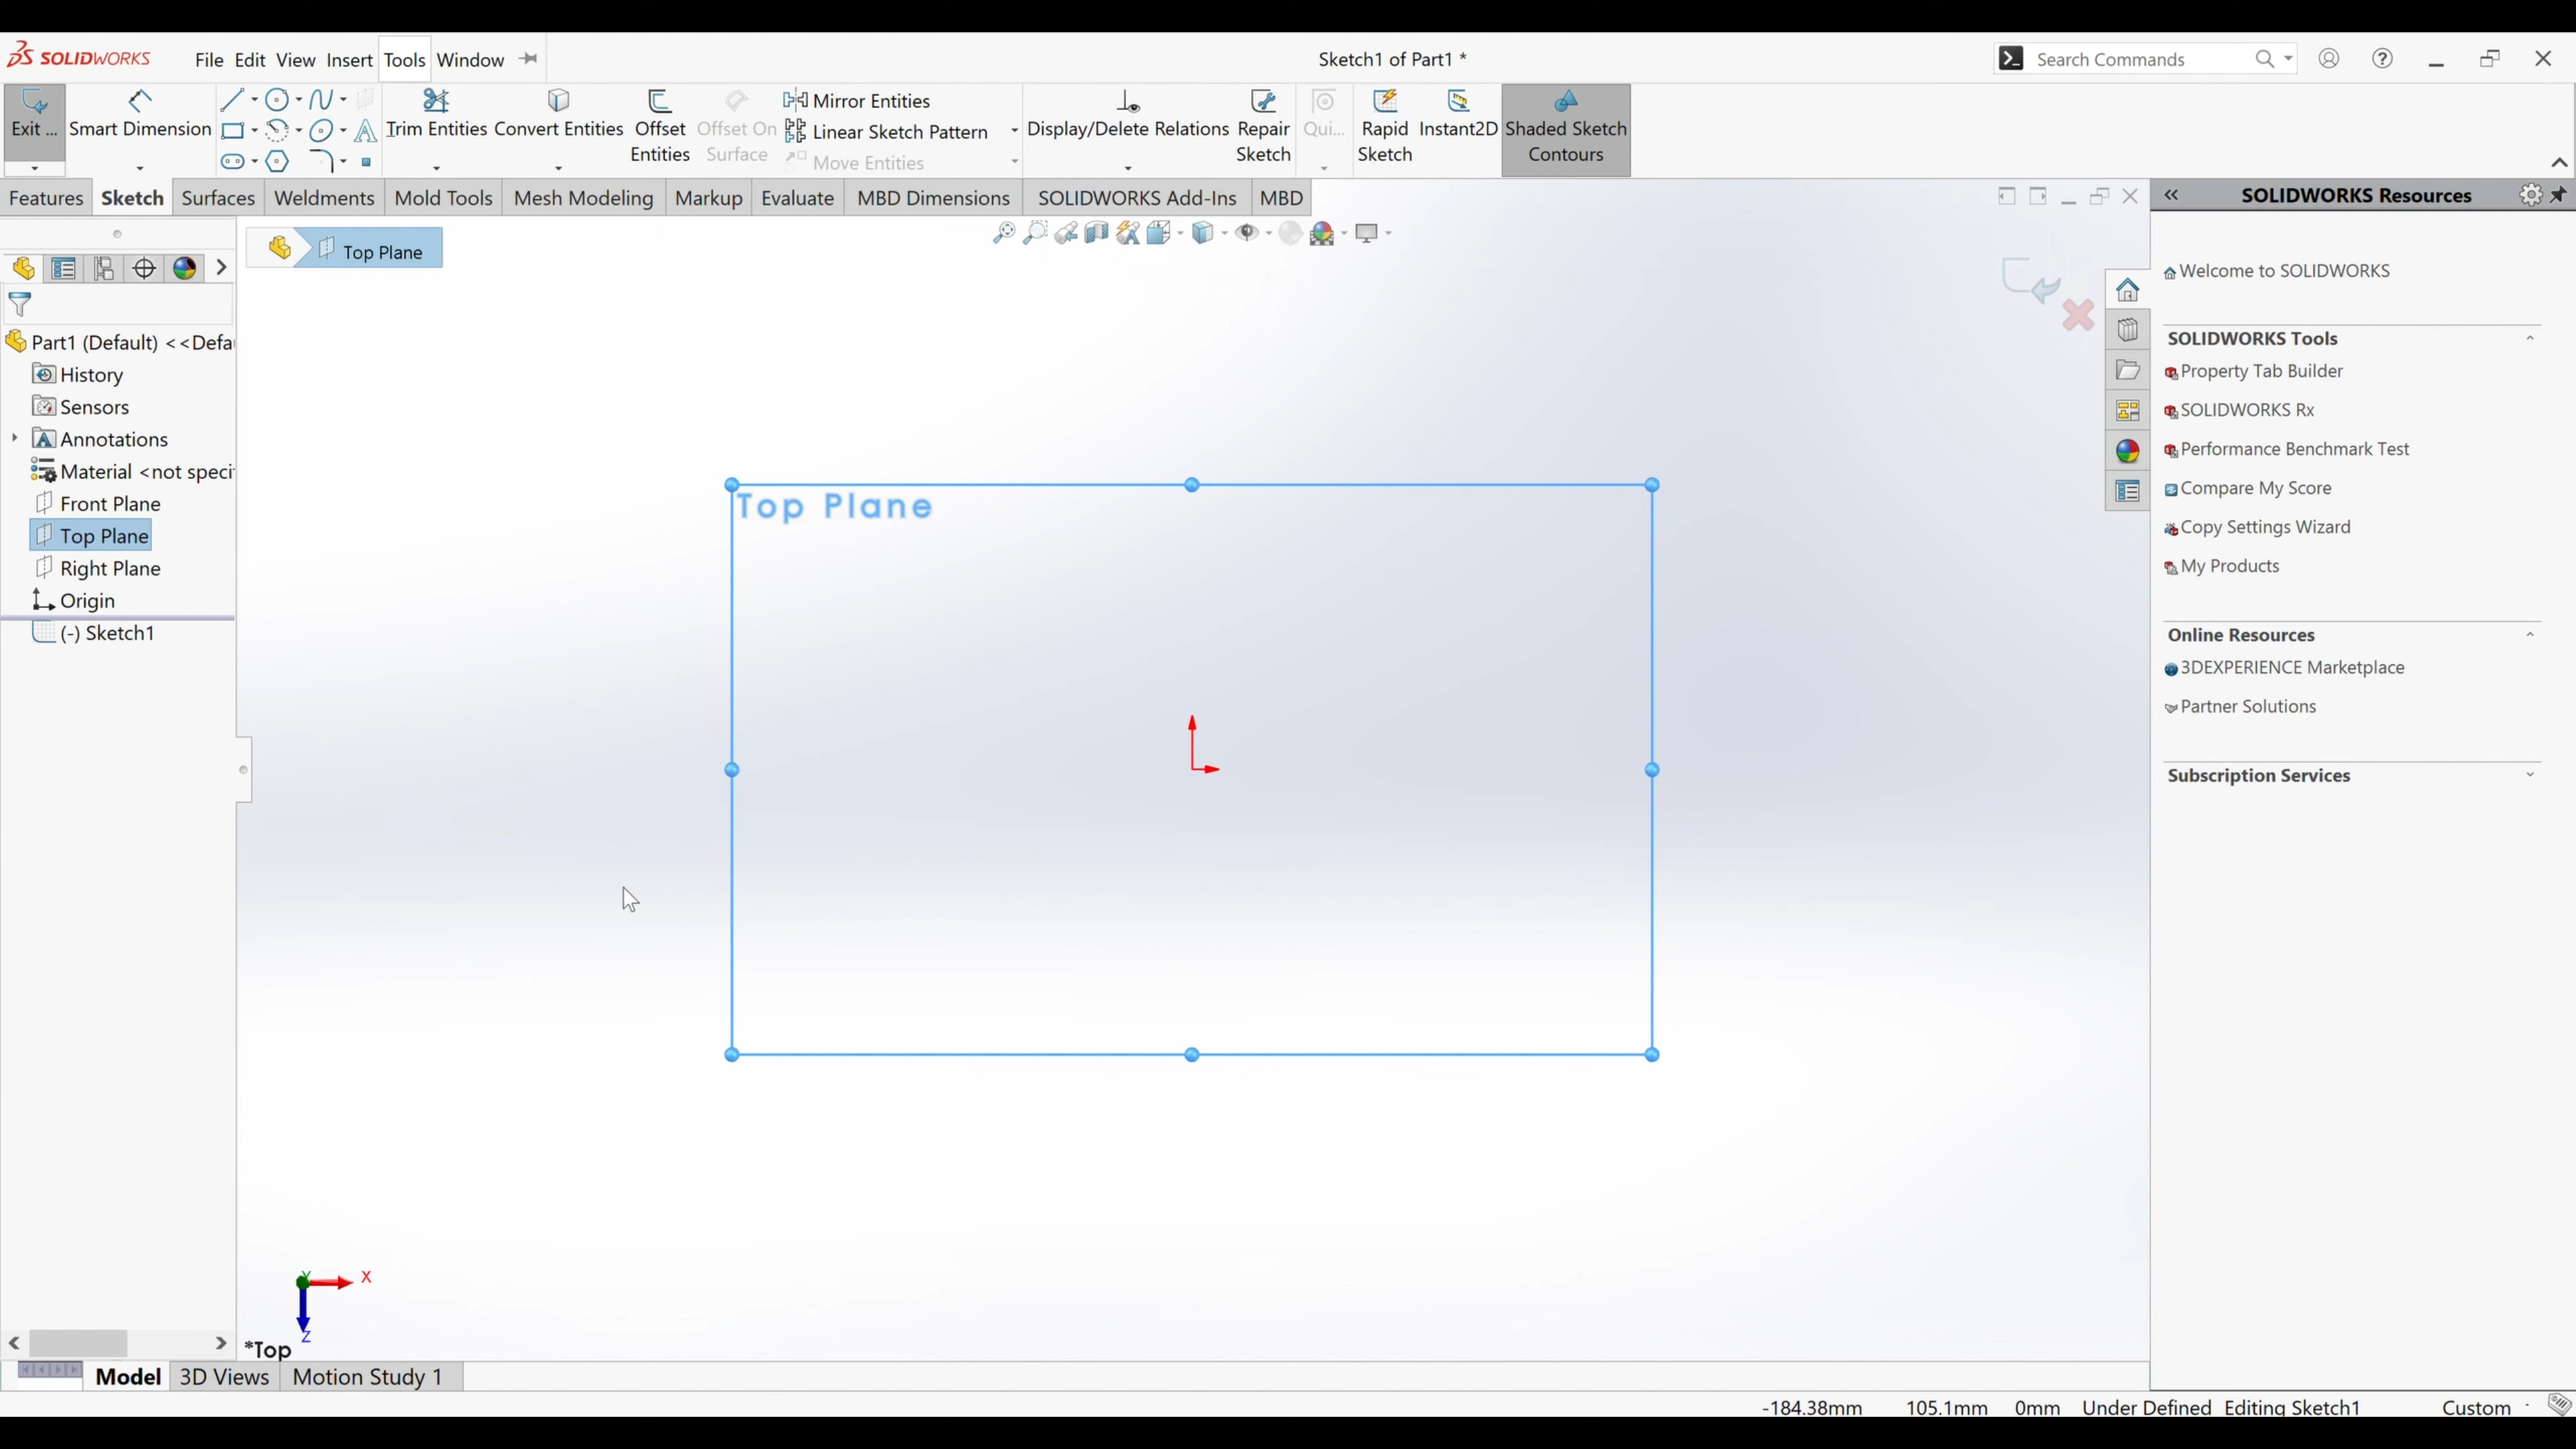 SOLIDWORKS File Edit View Insert Tools Window Sketch1 of Part1 * Search Commands
Exit ... Smart Dimension Trim Entities Convert Entities Offset Entities Offset On Surface Mirror Entities Display/Delete Relations Repair Sketch Qui... Rapid Sketch Instant2D Shaded Sketch Contours
Linear Sketch Pattern
Move Entities
Features Sketch Surfaces Weldments Mold Tools Mesh Modeling Markup Evaluate MBD Dimensions SOLIDWORKS Add-Ins MBD
Top Plane
Part1 (Default) <<Defa
History
Sensors
Annotations
Material <not speci
Front Plane
Top Plane
Right Plane
Origin
(-) Sketch1
Top Plane
Y
X
Z
*Top
SOLIDWORKS Resources
Welcome to SOLIDWORKS
SOLIDWORKS Tools
Property Tab Builder
SOLIDWORKS Rx
Performance Benchmark Test
Compare My Score
Copy Settings Wizard
My Products
Online Resources
3DEXPERIENCE Marketplace
Partner Solutions
Subscription Services
Model 3D Views Motion Study 1
-184.38mm 105.1mm 0mm Under Defined Editing Sketch1 Custom